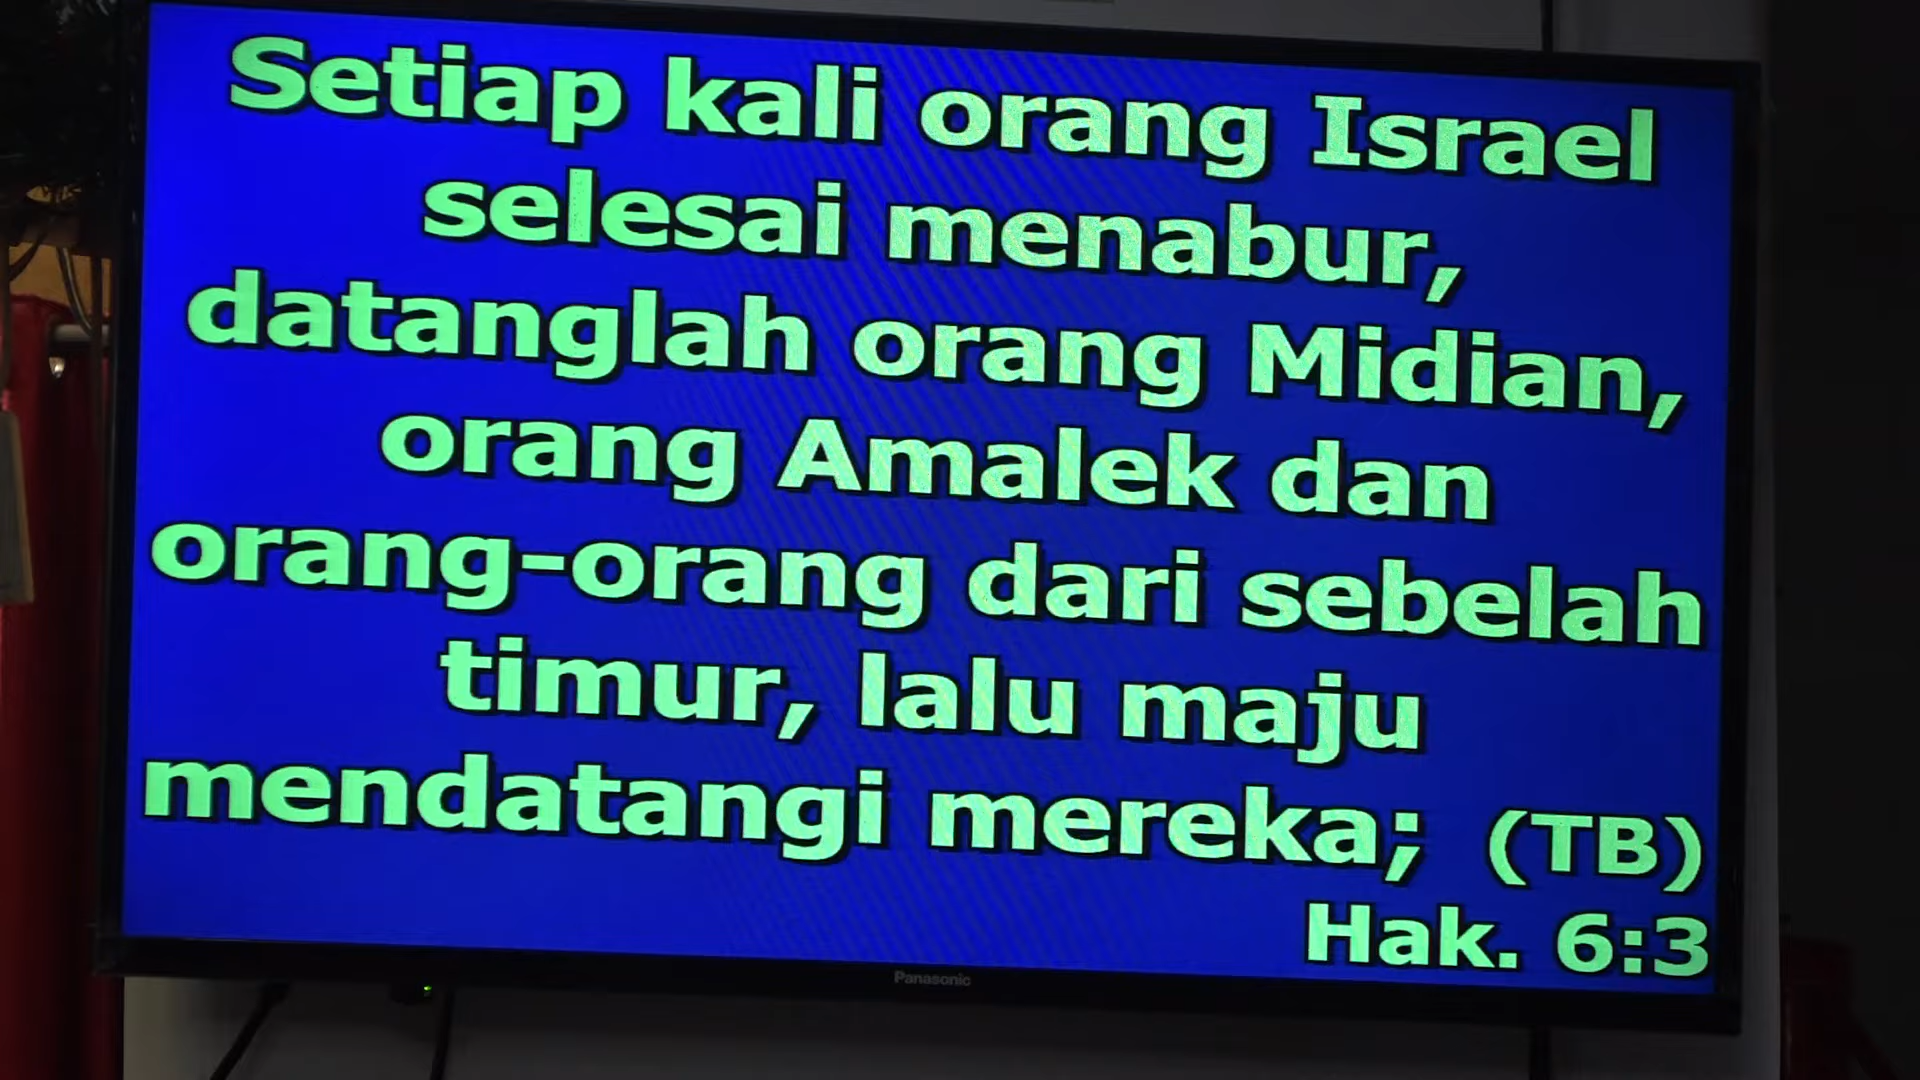 Setiap kali orang Israel
selesai menabur,
datanglah orang Midian,
orang Amalek dan
orang-orang dari sebelah
timur, lalu maju
mendatangi mereka; (TB)
Hak. 6:3
Panasonic